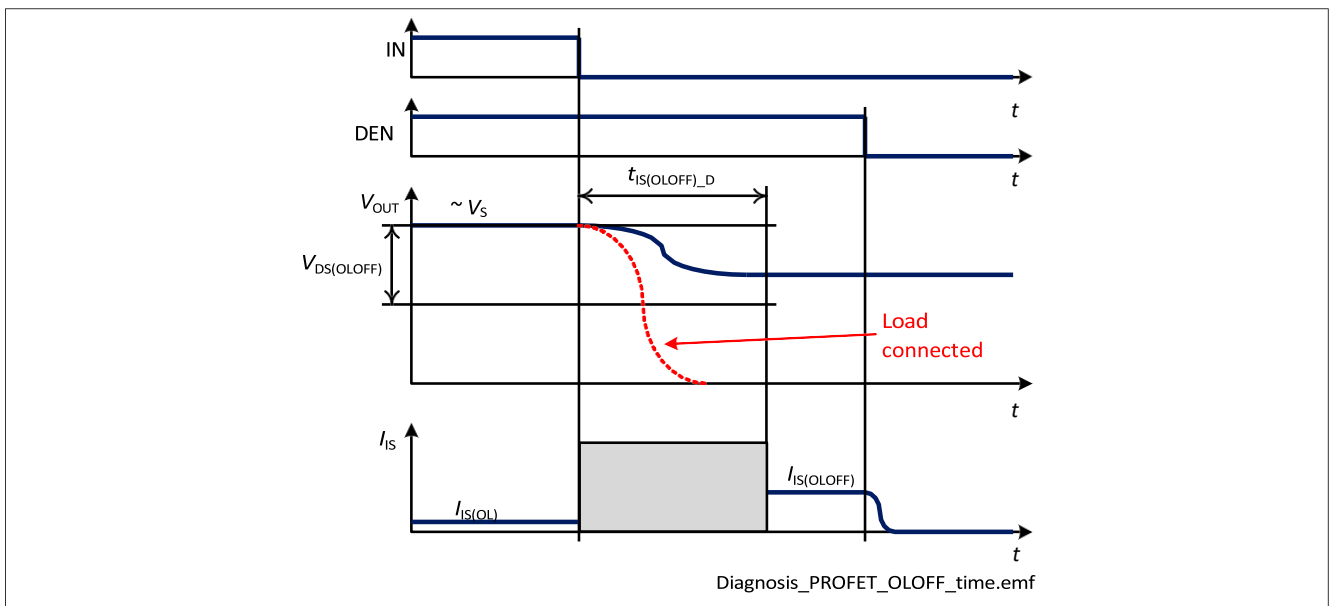 IN
t
DEN
t
tIS(OLOFF)_D
VOUT
~ VS
VDS(OLOFF)
Load
connected
t
IIS
IIS(OLOFF)
IIS(OL)
t
Diagnosis_PROFET_OLOFF_time.emf